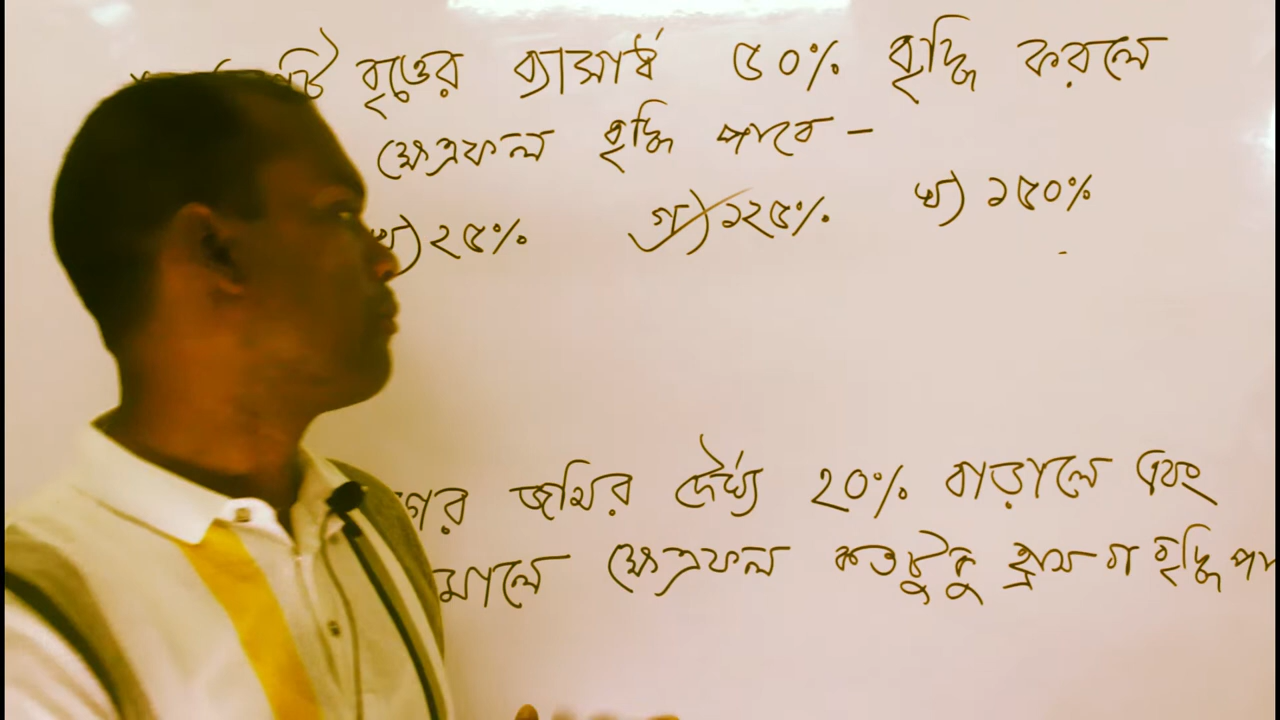 টি বৃত্তের ব্যাসার্ধ ৫০% বৃদ্ধি করলে
ক্ষেত্রফল বৃদ্ধি পাবে -
খ) ২৫% গ) ১২৫% ঘ) ১৫০%
জমির দৈর্ঘ্য ২০% বাড়ালে এবং
ক্ষেত্রফল কতটুকু হ্রাস বা বৃদ্ধি